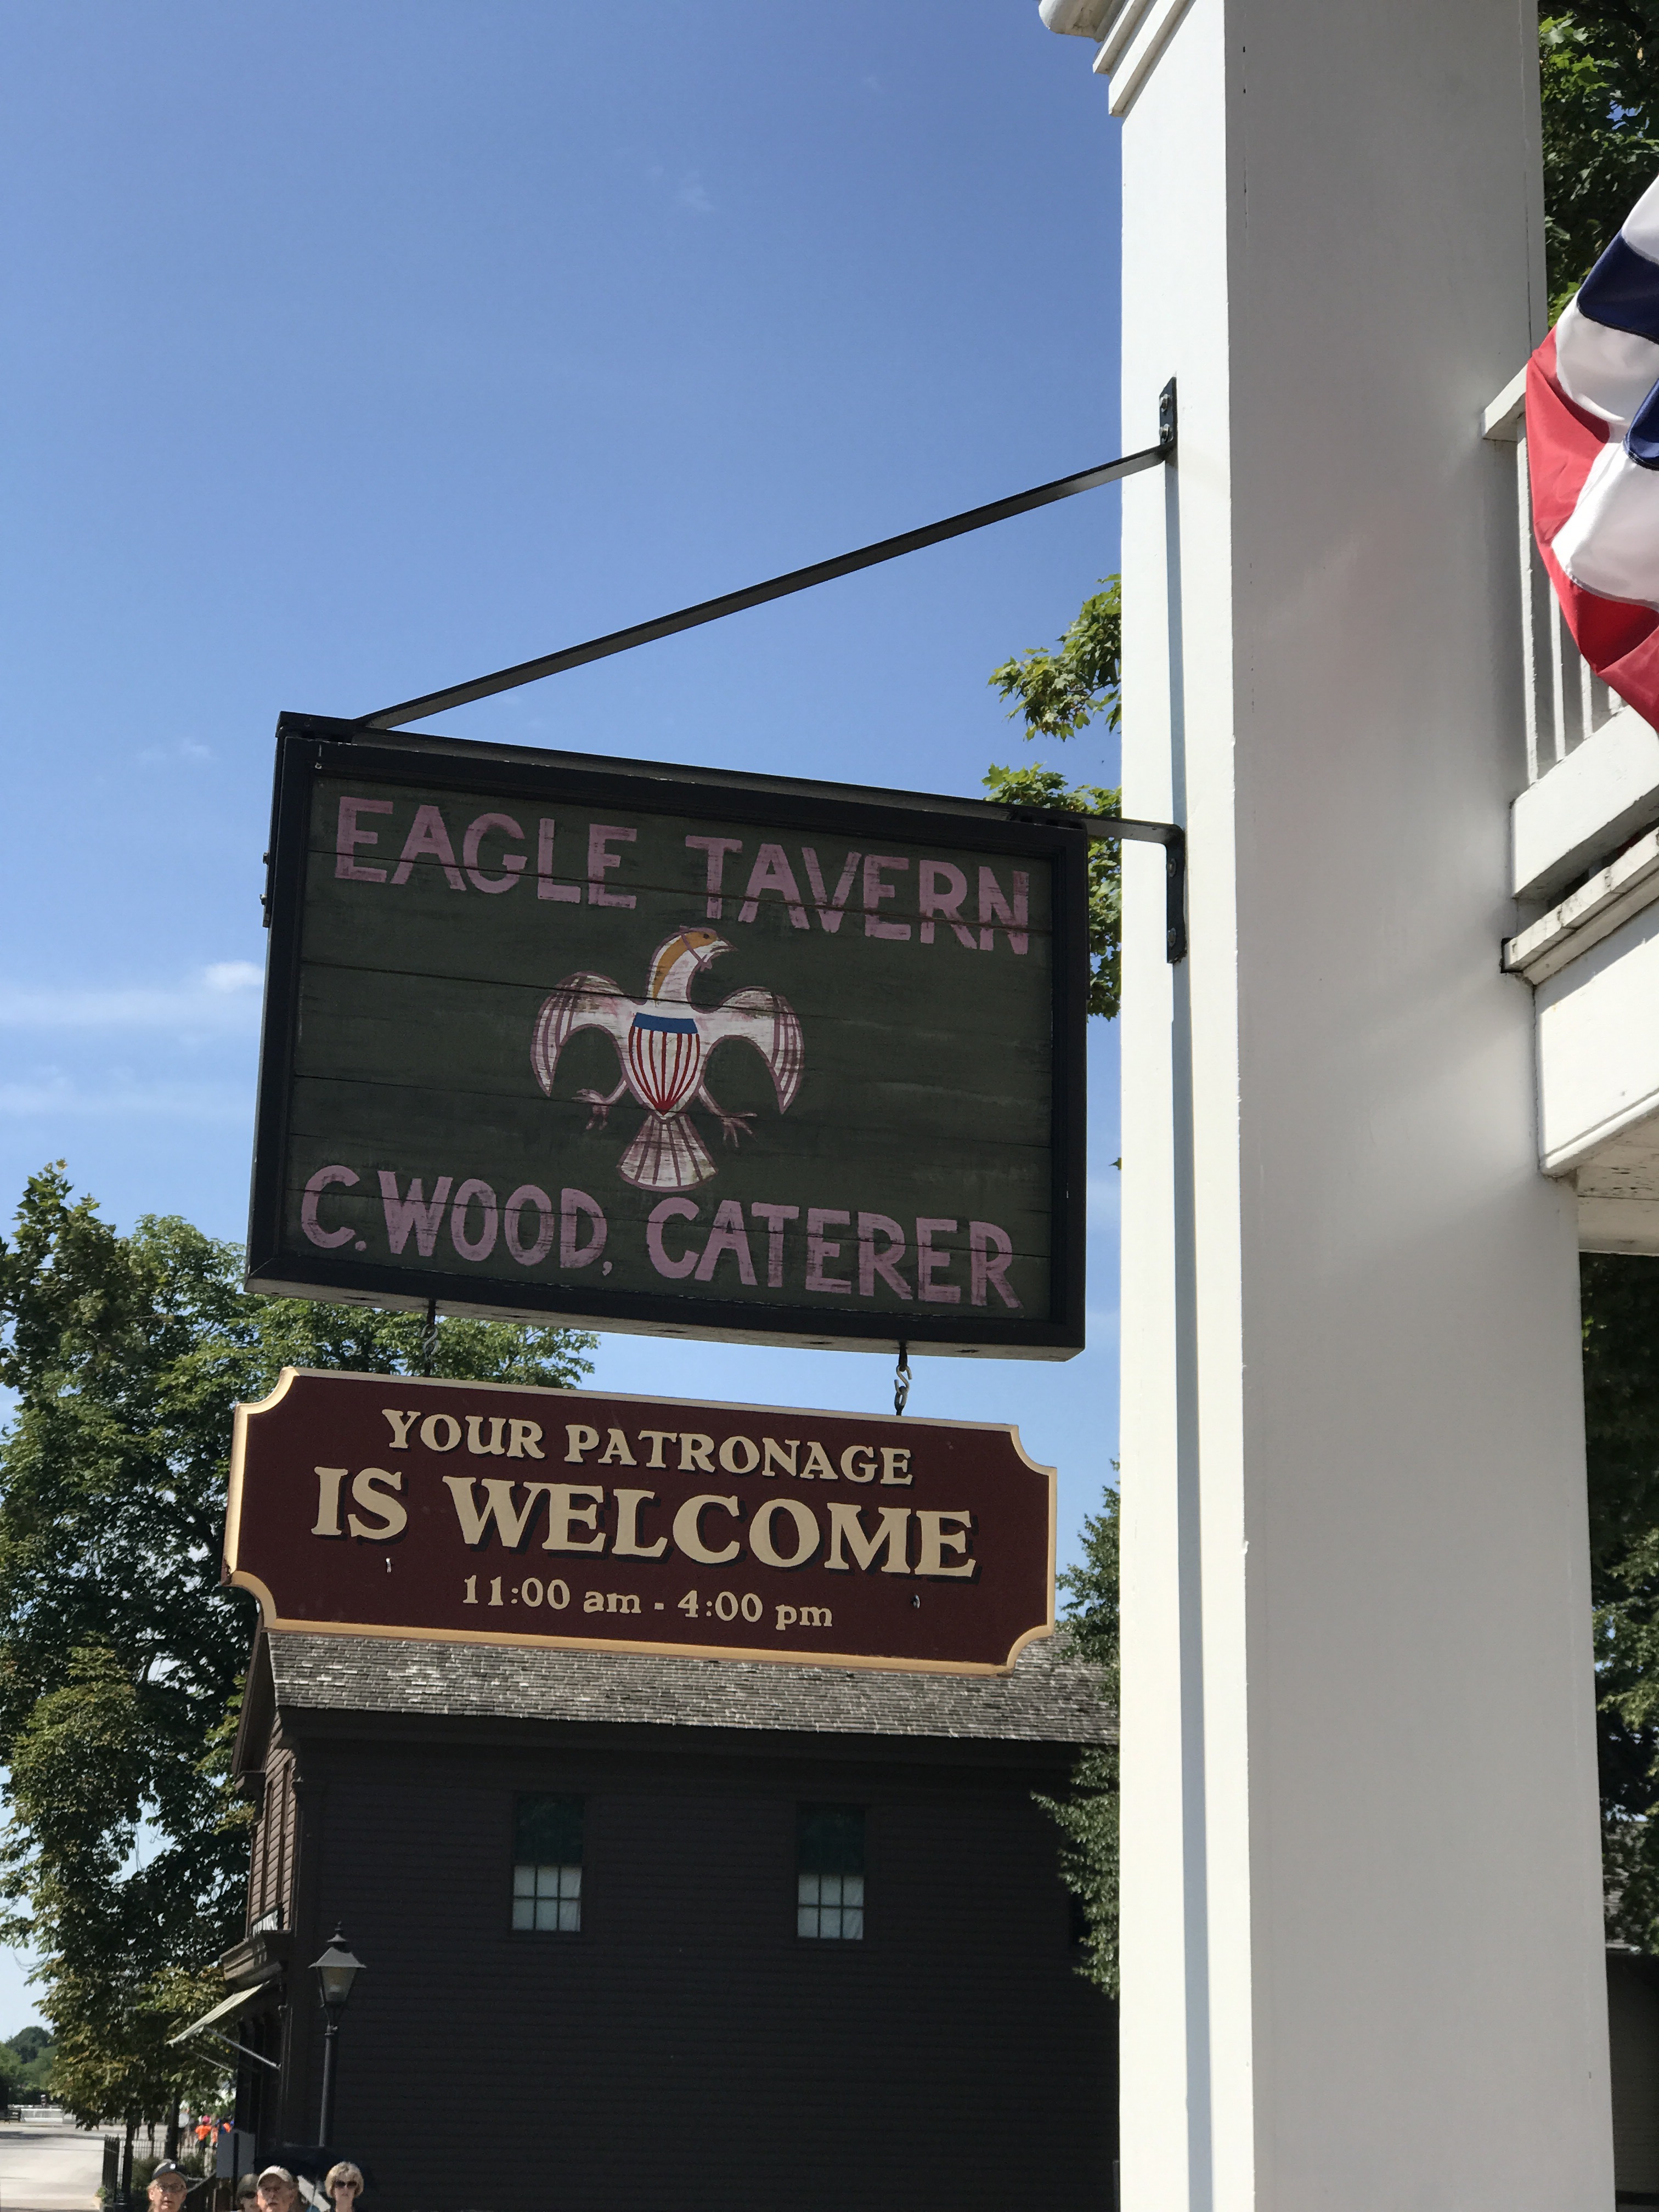 EAGLE TAVERN
C. WOOD, CATERER
YOUR PATRONAGE
IS WELCOME
11:00 am - 4:00 pm